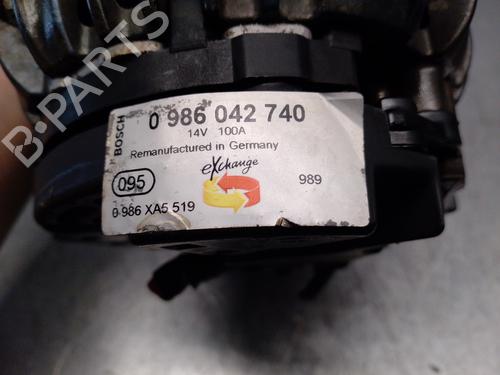 BOSCH
0 986 042 740
14V 100A
Remanufactured in Germany
eXchange
095
989
0 986 XA5 519
B-PARTS